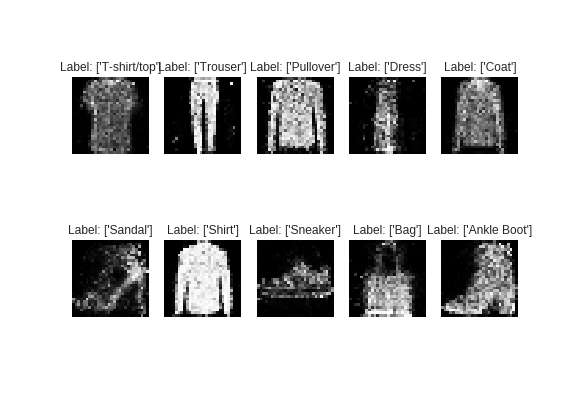 Label: ['T-shirt/top'] Label: ['Trouser'] Label: ['Pullover'] Label: ['Dress'] Label: ['Coat']
Label: ['Sandal'] Label: ['Shirt'] Label: ['Sneaker'] Label: ['Bag'] Label: ['Ankle Boot']